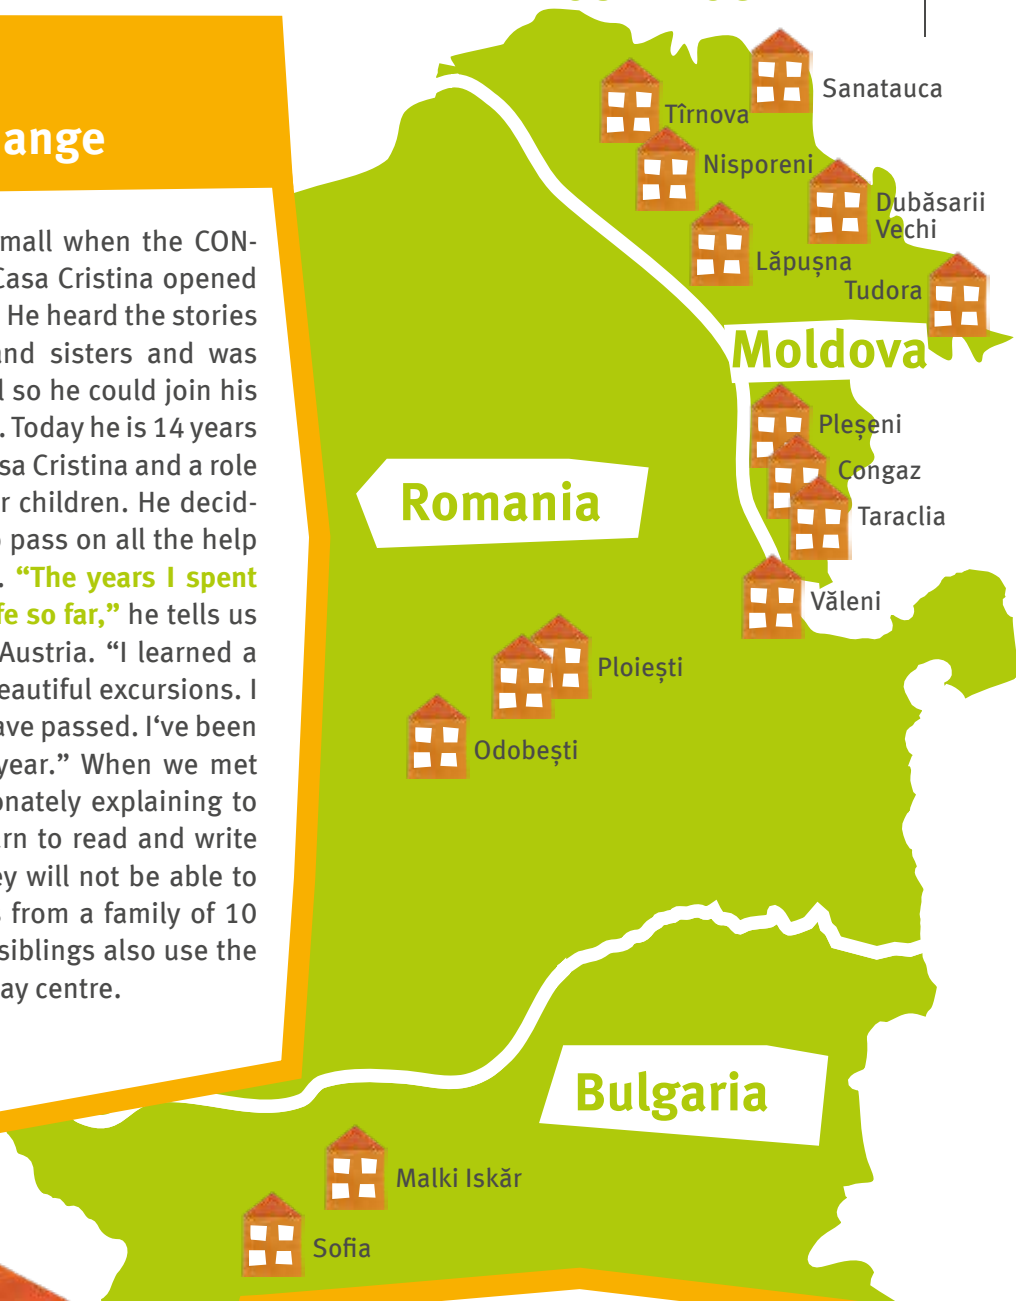 ange
mall when the CON-
Casa Cristina opened
He heard the stories
and sisters and was
so he could join his
. Today he is 14 years
sa Cristina and a role
r children. He decid-
pass on all the help
. “The years I spent
fe so far,” he tells us
Austria. “I learned a
eautiful excursions. I
ave passed. I‘ve been
year.” When we met
onately explaining to
rn to read and write
ey will not be able to
from a family of 10
siblings also use the
ay centre.
Sanatauca
Tîrnova
Nisporeni
Dubăsarii
Vechi
Lăpușna
Tudora
Moldova
Pleșeni
Congaz
Taraclia
Romania
Văleni
Ploiești
Odobești
Bulgaria
Malki Iskăr
Sofia